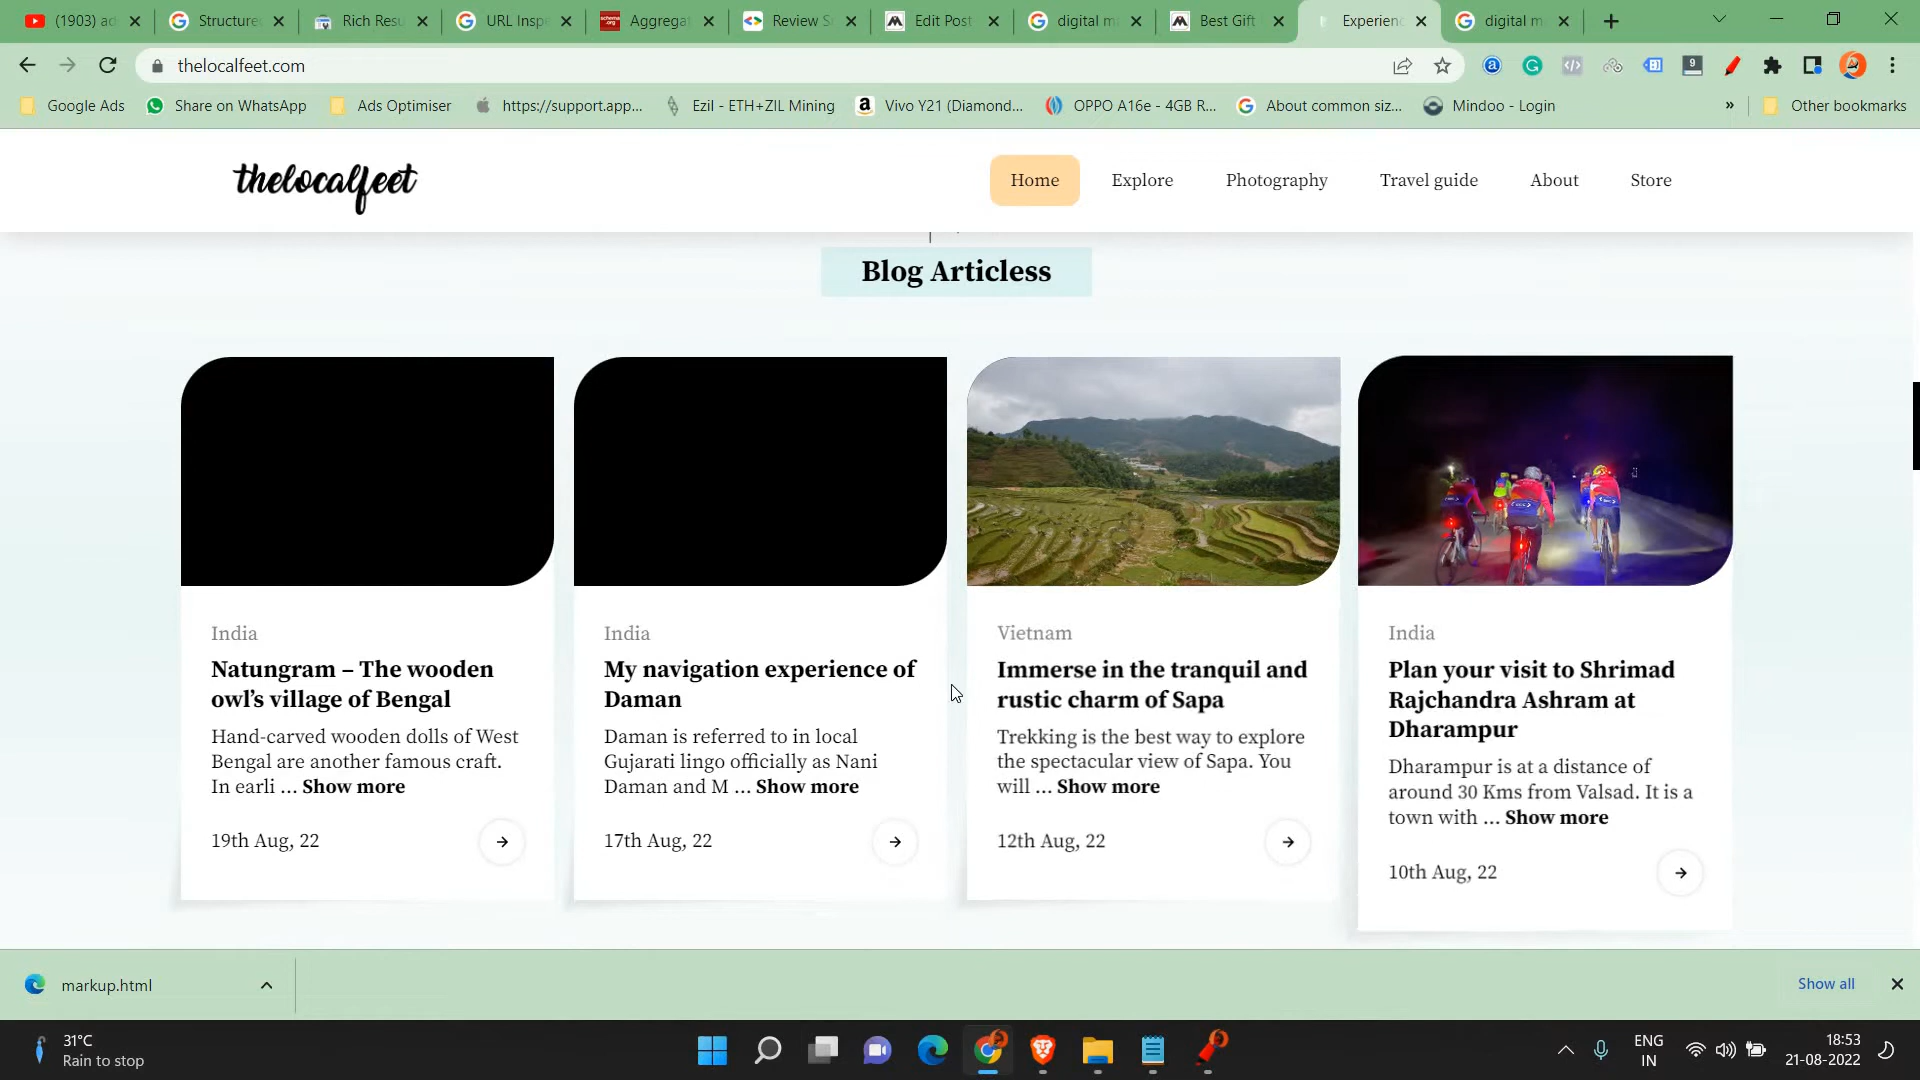 (1903) ad
Structure
Rich Resu
URL Inspe
Aggregat
Review S
Edit Post
digital m
Best Gift
Experien
digital m
thelocalfeet.com
Google Ads
Share on WhatsApp
Ads Optimiser
https://support.app...
Ezil - ETH+ZIL Mining
Vivo Y21 (Diamond...
OPPO A16e - 4GB R...
About common siz...
Mindoo - Login
»
Other bookmarks
thelocalfeet
Home
Explore
Photography
Travel guide
About
Store
Blog Articless
India
Natungram – The wooden
owl's village of Bengal
Hand-carved wooden dolls of West
Bengal are another famous craft.
In earli ... Show more
19th Aug, 22
India
My navigation experience of
Daman
Daman is referred to in local
Gujarati lingo officially as Nani
Daman and M ... Show more
17th Aug, 22
Vietnam
Immerse in the tranquil and
rustic charm of Sapa
Trekking is the best way to explore
the spectacular view of Sapa. You
will ... Show more
12th Aug, 22
India
Plan your visit to Shrimad
Rajchandra Ashram at
Dharampur
Dharampur is at a distance of
around 30 Kms from Valsad. It is a
town with ... Show more
10th Aug, 22
markup.html
Show all
31°C
Rain to stop
ENG
IN
18:53
21-08-2022